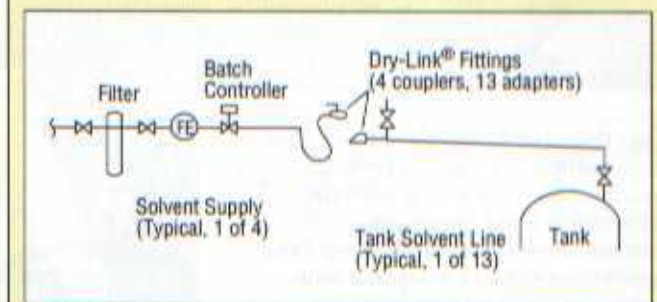 Filter
Batch
Controller
Dry-Link® Fittings
(4 couplers, 13 adapters)
FE
Solvent Supply
(Typical, 1 of 4)
Tank Solvent Line
(Typical, 1 of 13)
Tank